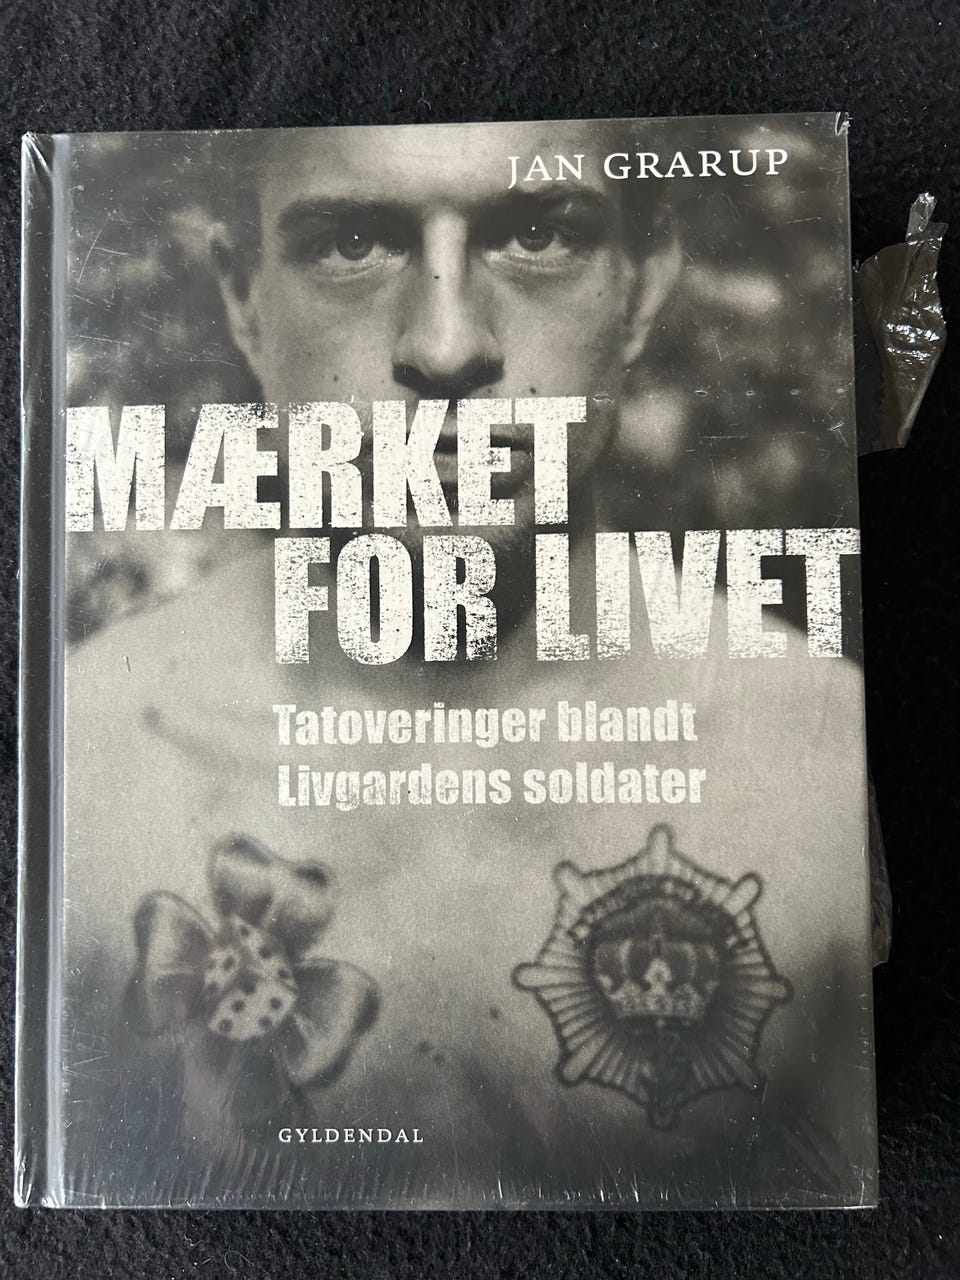 JAN GRARUP
MÆRKET
FOR LIVET
Tatoveringer blandt
Livgardens soldater
GYLDENDAL